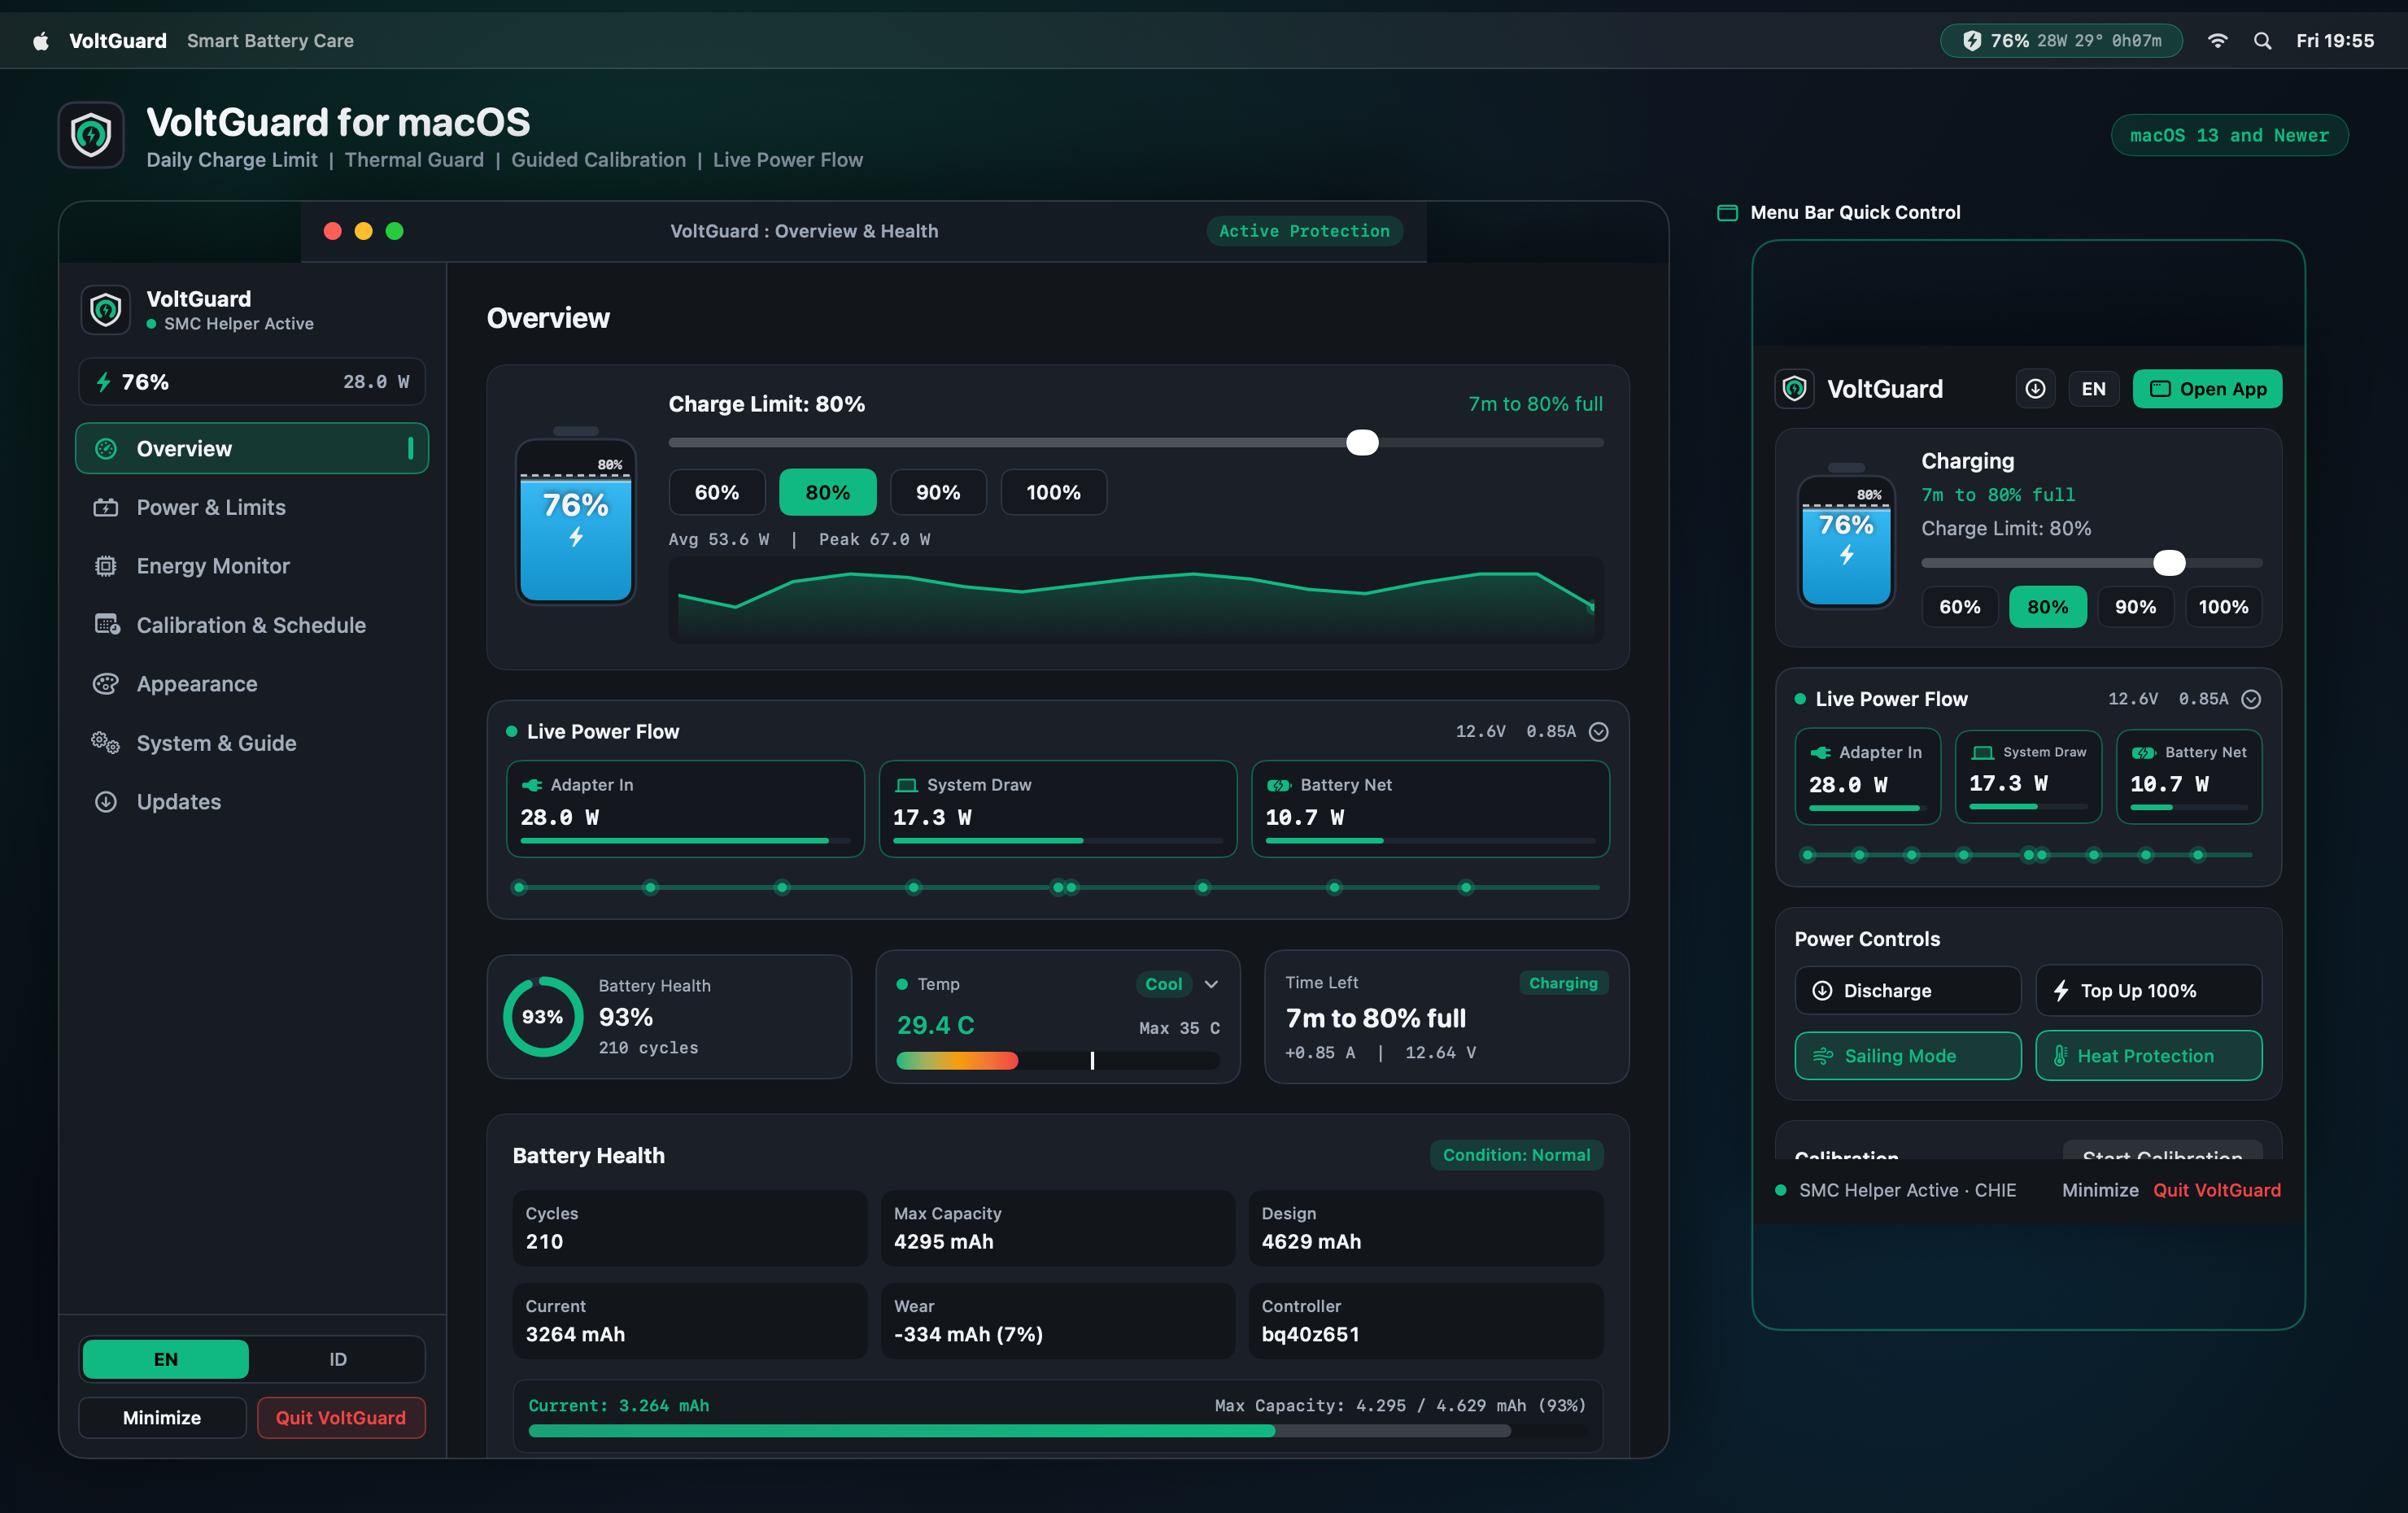 VoltGuard Smart Battery Care
76% 28W 29° 0h07m
Fri 19:55
VoltGuard for macOS
Daily Charge Limit | Thermal Guard | Guided Calibration | Live Power Flow
macOS 13 and Newer
VoltGuard : Overview & Health
Active Protection
VoltGuard
SMC Helper Active
76% 28.0 W
Overview
Power & Limits
Energy Monitor
Calibration & Schedule
Appearance
System & Guide
Updates
EN ID
Minimize Quit VoltGuard
Overview
80%
76%
Charge Limit: 80% 7m to 80% full
60% 80% 90% 100%
Avg 53.6 W | Peak 67.0 W
Live Power Flow 12.6V 0.85A
Adapter In
28.0 W
System Draw
17.3 W
Battery Net
10.7 W
93%
Battery Health
93%
210 cycles
Temp Cool
29.4 C Max 35 C
Time Left Charging
7m to 80% full
+0.85 A | 12.64 V
Battery Health Condition: Normal
Cycles
210
Max Capacity
4295 mAh
Design
4629 mAh
Current
3264 mAh
Wear
-334 mAh (7%)
Controller
bq40z651
Current: 3.264 mAh Max Capacity: 4.295 / 4.629 mAh (93%)
Menu Bar Quick Control
VoltGuard EN Open App
80%
76%
Charging
7m to 80% full
Charge Limit: 80%
60% 80% 90% 100%
Live Power Flow 12.6V 0.85A
Adapter In
28.0 W
System Draw
17.3 W
Battery Net
10.7 W
Power Controls
Discharge Top Up 100%
Sailing Mode Heat Protection
Calibration Start Calibration
SMC Helper Active · CHIE Minimize Quit VoltGuard